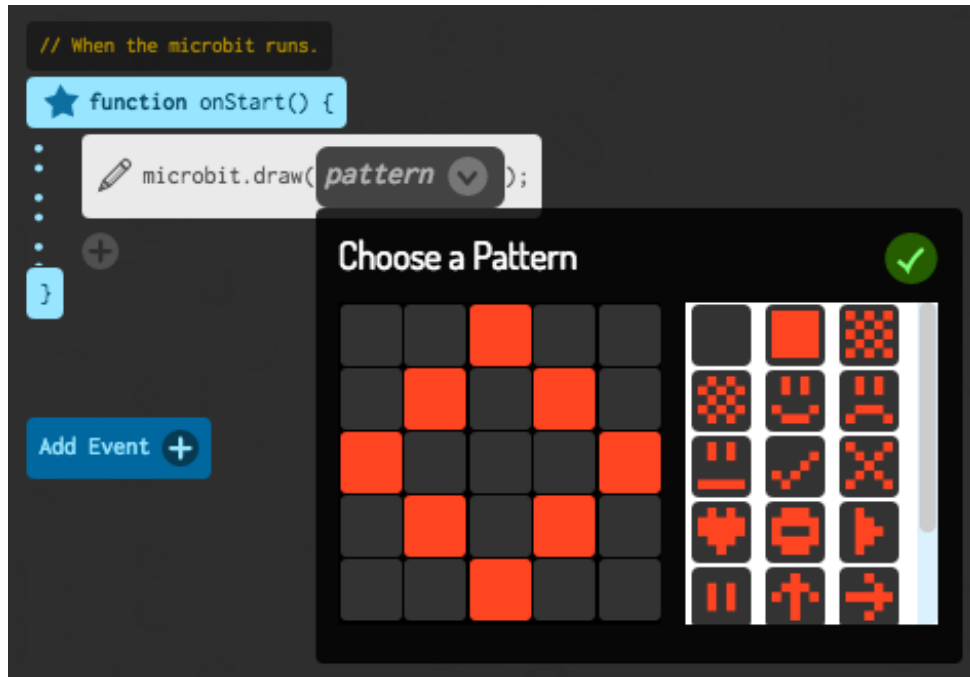 // When the microbit runs.
function onStart() {
microbit.draw( pattern );
}
Choose a Pattern
Add Event